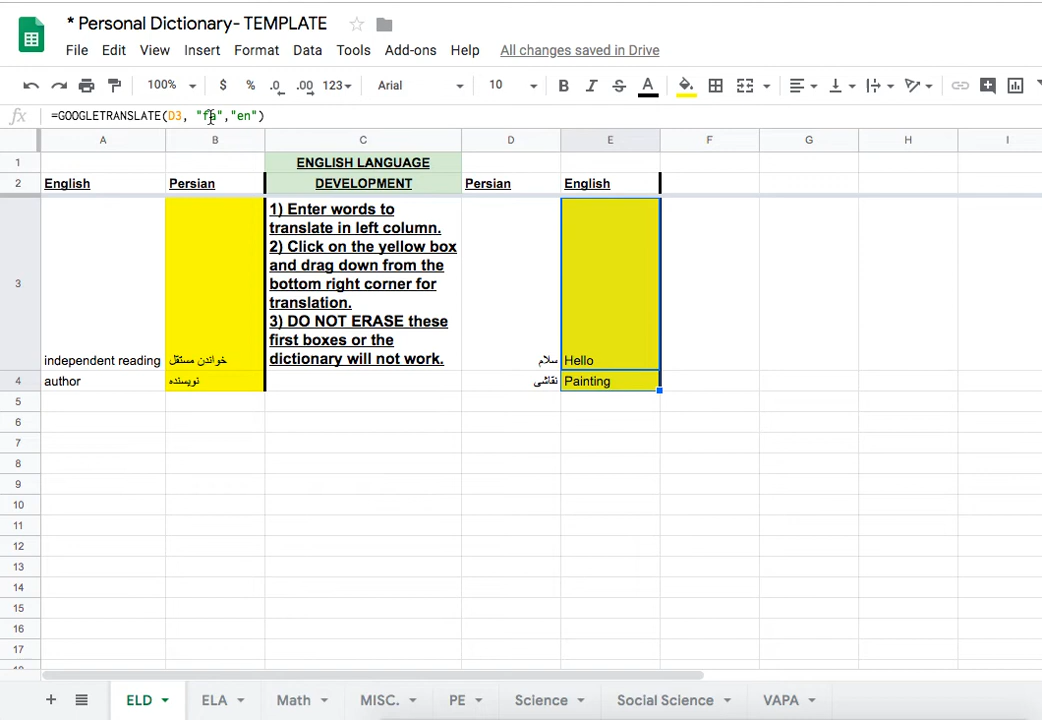 * Personal Dictionary- TEMPLATE
File Edit View Insert Format Data Tools Add-ons Help All changes saved in Drive
100% $ % .0 .00 123 Arial 10 B I S A
fx =GOOGLETRANSLATE(D3, "fa","en")
A B C D E F G H I
1 ENGLISH LANGUAGE
2 English Persian DEVELOPMENT Persian English
1) Enter words to
translate in left column.
2) Click on the yellow box
and drag down from the
3 bottom right corner for
translation.
3) DO NOT ERASE these
first boxes or the
independent reading خواندن مستقل dictionary will not work. سلام Hello
4 author نویسنده نقاشی Painting
5
6
7
8
9
10
11
12
13
14
15
16
17
+ ELD ELA Math MISC. PE Science Social Science VAPA